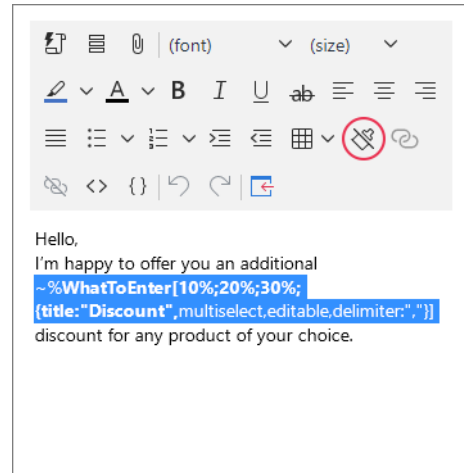 (font) (size)
A B I U ab
<> {}
Hello,
I'm happy to offer you an additional
~%WhatToEnter[10%;20%;30%;
{title:"Discount",multiselect,editable,delimiter:","}]
discount for any product of your choice.